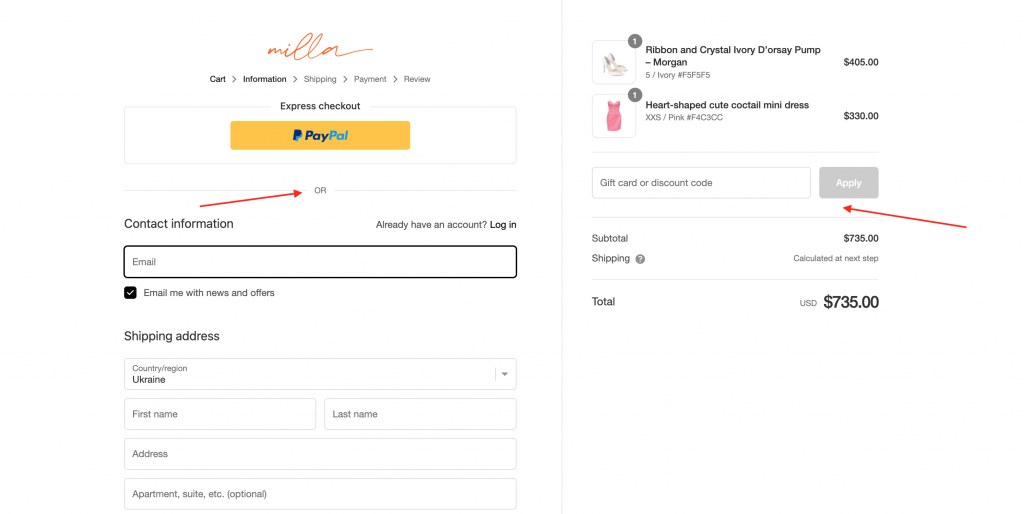 milla
Cart > Information > Shipping > Payment > Review
Express checkout
PayPal
OR
Contact information
Already have an account? Log in
Email
Email me with news and offers
Shipping address
Country/region
Ukraine
First name
Last name
Address
Apartment, suite, etc. (optional)
1
Ribbon and Crystal Ivory D'orsay Pump
– Morgan
5 / Ivory #F5F5F5
$405.00
1
Heart-shaped cute coctail mini dress
XXS / Pink #F4C3CC
$330.00
Gift card or discount code
Apply
Subtotal
$735.00
Shipping ?
Calculated at next step
Total
USD $735.00